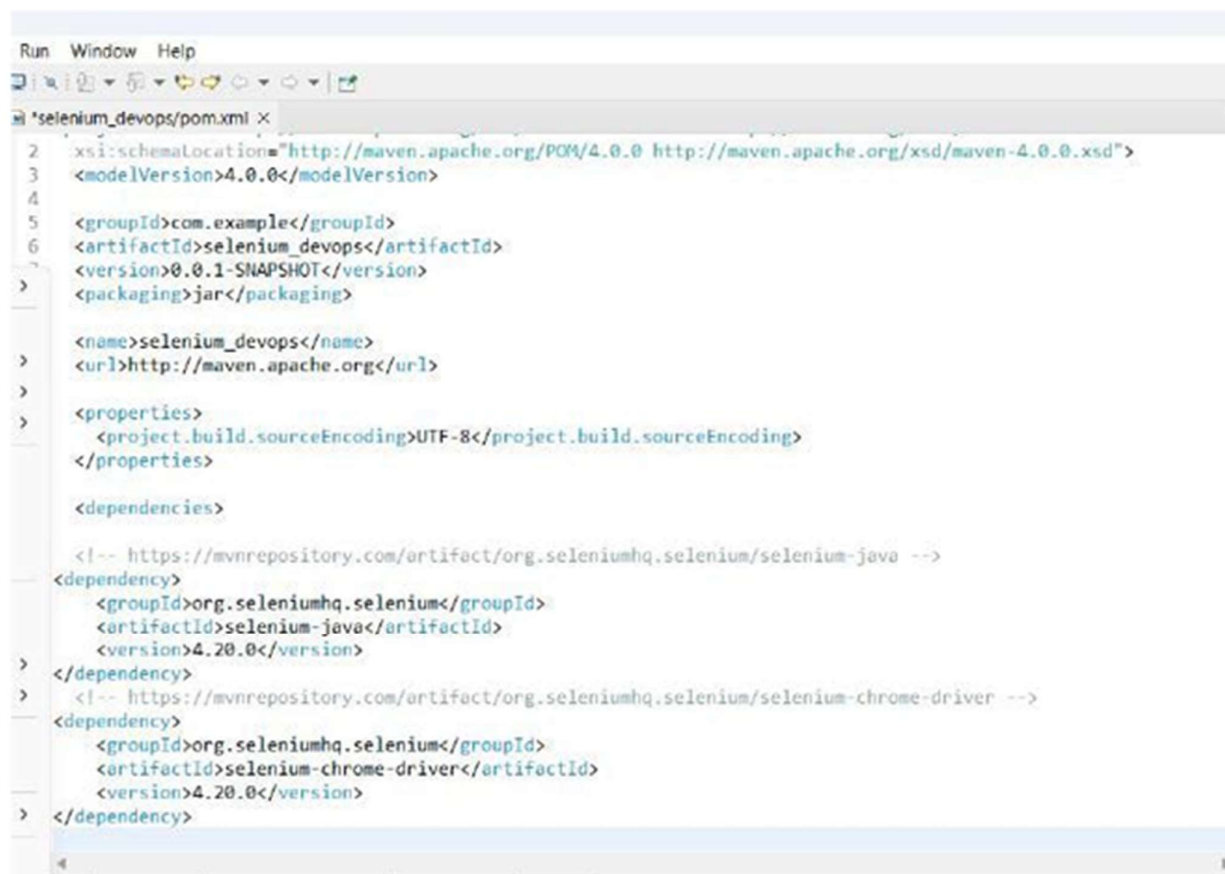 Run Window Help
*selenium_devops/pom.xml ×
2 xsi:schemaLocation="http://maven.apache.org/POM/4.0.0 http://maven.apache.org/xsd/maven-4.0.0.xsd">
3 <modelVersion>4.0.0</modelVersion>
4
5 <groupId>com.example</groupId>
6 <artifactId>selenium_devops</artifactId>
<version>0.0.1-SNAPSHOT</version>
<packaging>jar</packaging>
<name>selenium_devops</name>
<url>http://maven.apache.org</url>
<properties>
<project.build.sourceEncoding>UTF-8</project.build.sourceEncoding>
</properties>
<dependencies>
<!-- https://mvnrepository.com/artifact/org.seleniumhq.selenium/selenium-java -->
<dependency>
<groupId>org.seleniumhq.selenium</groupId>
<artifactId>selenium-java</artifactId>
<version>4.20.0</version>
</dependency>
<!-- https://mvnrepository.com/artifact/org.seleniumhq.selenium/selenium-chrome-driver -->
<dependency>
<groupId>org.seleniumhq.selenium</groupId>
<artifactId>selenium-chrome-driver</artifactId>
<version>4.20.0</version>
</dependency>